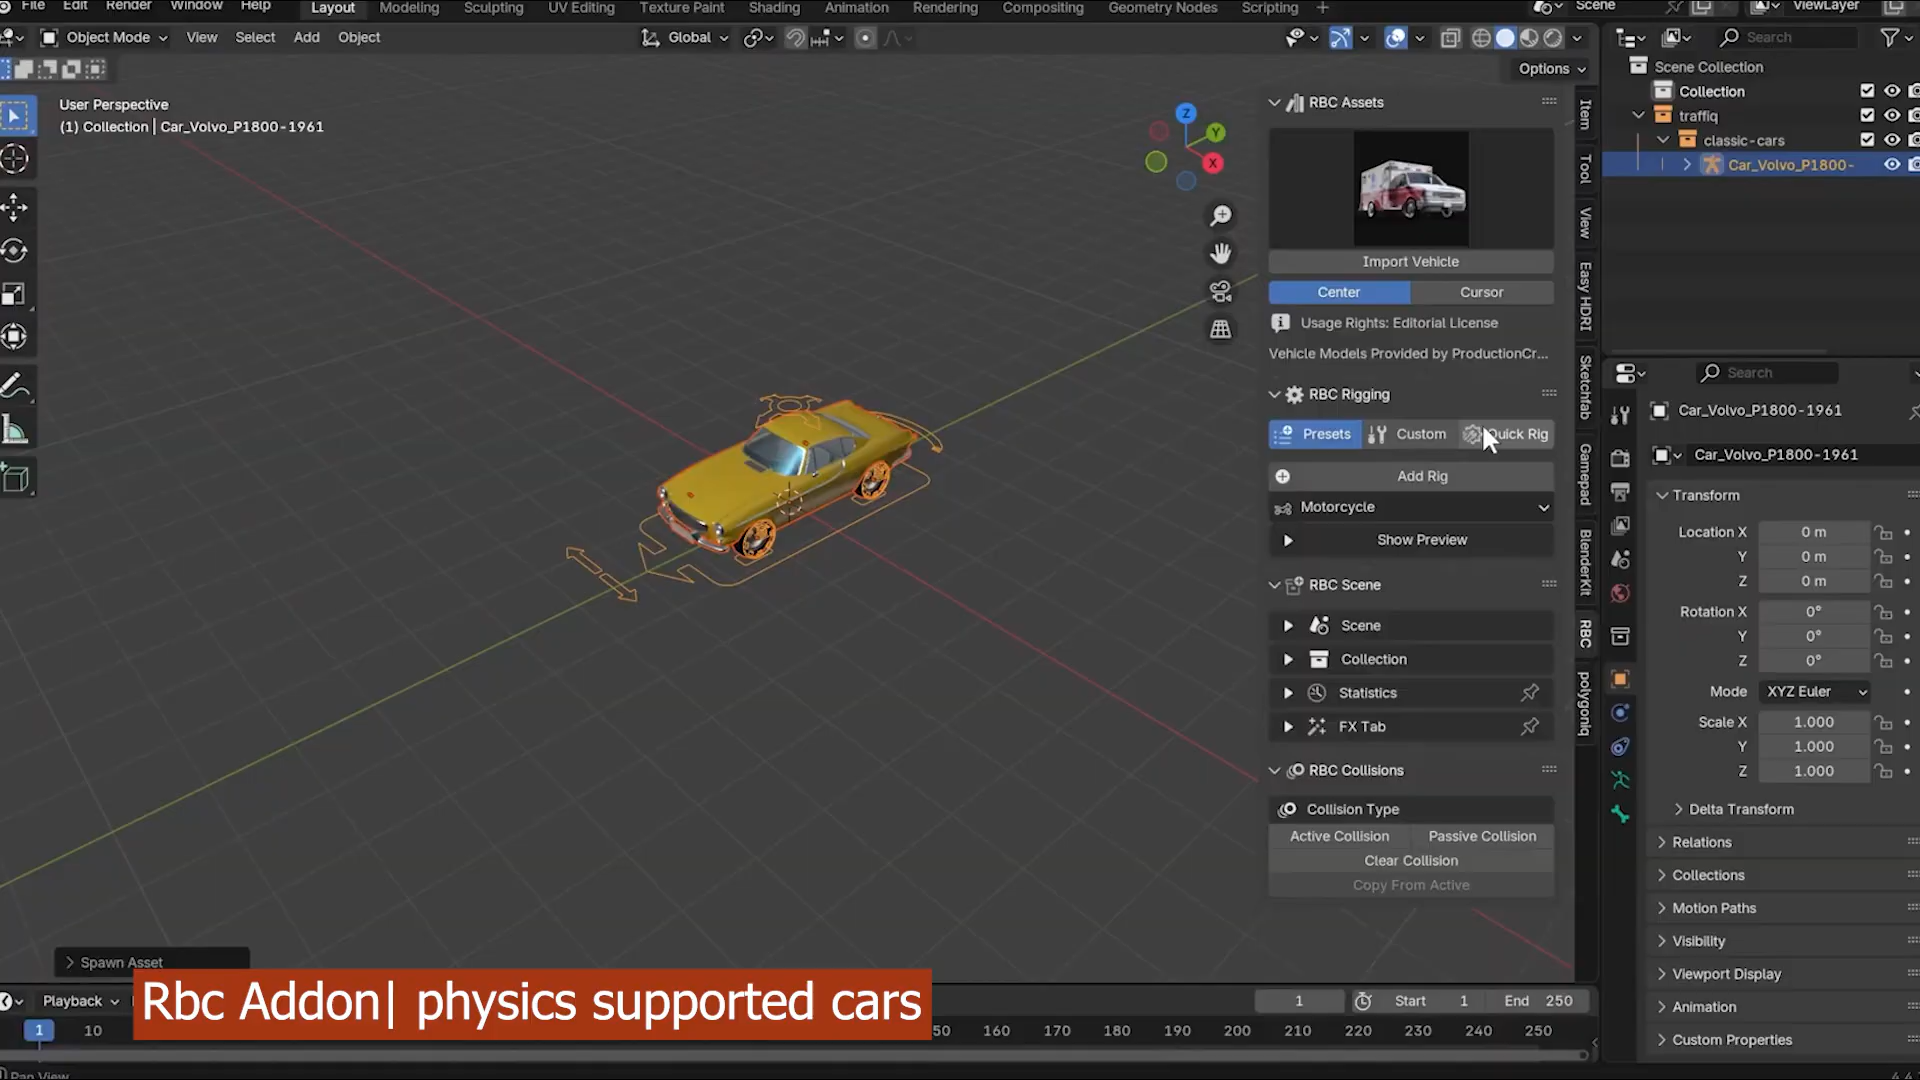 File Edit Render Window Help Layout Modeling Sculpting UV Editing Texture Paint Shading Animation Rendering Compositing Geometry Nodes Scripting + Scene ViewLayer
Object Mode View Select Add Object Global Search
Options
User Perspective
(1) Collection | Car_Volvo_P1800-1961
Z
Y
X
RBC Assets
Import Vehicle
Center Cursor
Usage Rights: Editorial License
Vehicle Models Provided by ProductionCr...
RBC Rigging
Presets Custom Quick Rig
Add Rig
Motorcycle
Show Preview
RBC Scene
Scene
Collection
Statistics
FX Tab
RBC Collisions
Collision Type
Active Collision Passive Collision
Clear Collision
Copy From Active
Item
Tool
View
Easy HDRI
Sketchfab
Gamepad
BlenderKit
RBC
polygoniq
Scene Collection
Collection
traffiq
classic-cars
Car_Volvo_P1800-
Search
Car_Volvo_P1800-1961
Car_Volvo_P1800-1961
Transform
Location X 0 m
Y 0 m
Z 0 m
Rotation X 0°
Y 0°
Z 0°
Mode XYZ Euler
Scale X 1.000
Y 1.000
Z 1.000
Delta Transform
Relations
Collections
Motion Paths
Visibility
Viewport Display
Animation
Custom Properties
Spawn Asset
Rbc Addon| physics supported cars
Playback 1 Start 1 End 250
1 10 50 160 170 180 190 200 210 220 230 240 250
Pan View